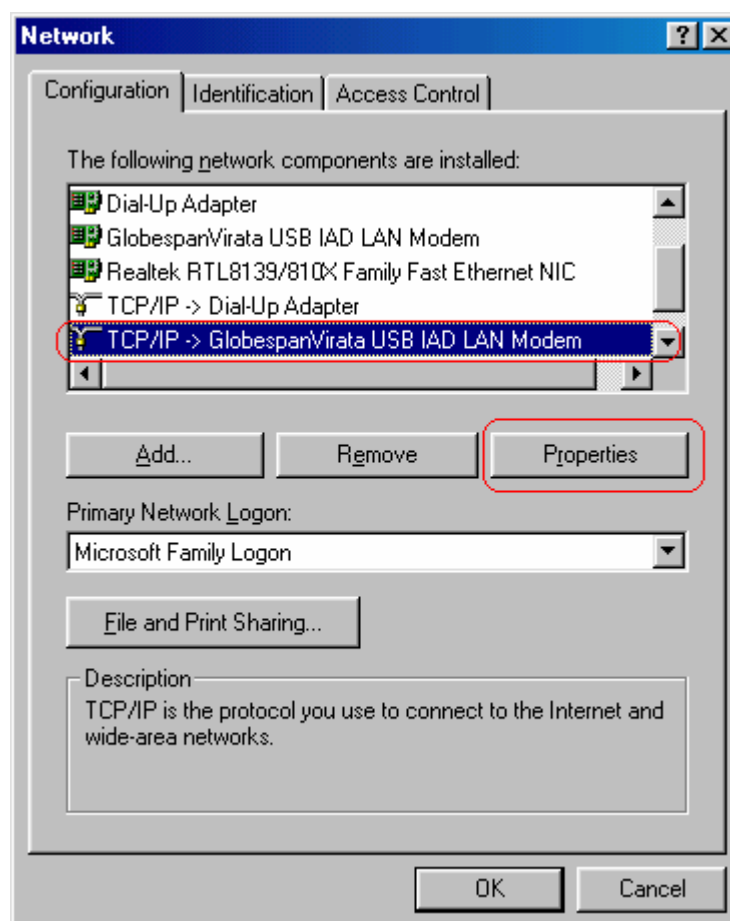 Network
Configuration Identification Access Control
The following network components are installed:
Dial-Up Adapter
GlobespanVirata USB IAD LAN Modem
Realtek RTL8139/810X Family Fast Ethernet NIC
TCP/IP -> Dial-Up Adapter
TCP/IP -> GlobespanVirata USB IAD LAN Modem
Add... Remove Properties
Primary Network Logon:
Microsoft Family Logon
File and Print Sharing...
Description
TCP/IP is the protocol you use to connect to the Internet and
wide-area networks.
OK Cancel